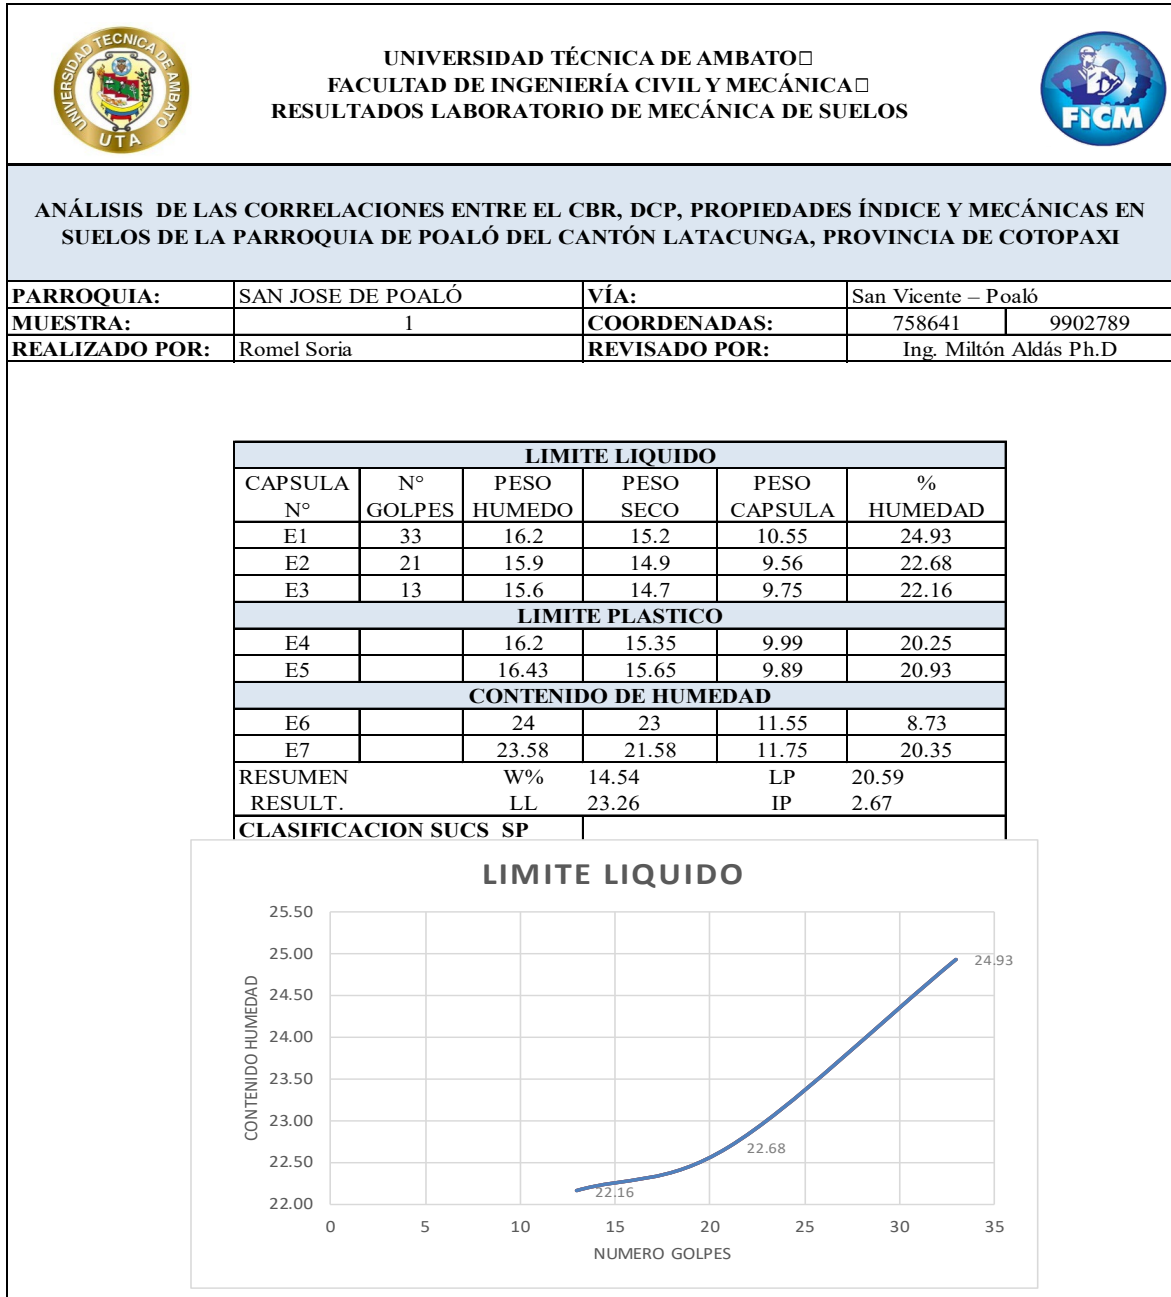 UNIVERSIDAD TECNICA DE AMBATO
UTA
UNIVERSIDAD TÉCNICA DE AMBATO□
FACULTAD DE INGENIERÍA CIVIL Y MECÁNICA□
RESULTADOS LABORATORIO DE MECÁNICA DE SUELOS
FICM
ANÁLISIS DE LAS CORRELACIONES ENTRE EL CBR, DCP, PROPIEDADES ÍNDICE Y MECÁNICAS EN
SUELOS DE LA PARROQUIA DE POALÓ DEL CANTÓN LATACUNGA, PROVINCIA DE COTOPAXI
PARROQUIA: SAN JOSE DE POALÓ VÍA: San Vicente – Poaló
MUESTRA: 1 COORDENADAS: 758641 9902789
REALIZADO POR: Romel Soria REVISADO POR: Ing. Miltón Aldás Ph.D
LIMITE LIQUIDO
CAPSULA N° PESO PESO PESO %
N° GOLPES HUMEDO SECO CAPSULA HUMEDAD
E1 33 16.2 15.2 10.55 24.93
E2 21 15.9 14.9 9.56 22.68
E3 13 15.6 14.7 9.75 22.16
LIMITE PLASTICO
E4 16.2 15.35 9.99 20.25
E5 16.43 15.65 9.89 20.93
CONTENIDO DE HUMEDAD
E6 24 23 11.55 8.73
E7 23.58 21.58 11.75 20.35
RESUMEN W% 14.54 LP 20.59
RESULT. LL 23.26 IP 2.67
CLASIFICACION SUCS SP
LIMITE LIQUIDO
25.50
25.00
24.50
24.00
23.50
23.00
22.50
22.00
CONTENIDO HUMEDAD
24.93
22.68
22.16
0 5 10 15 20 25 30 35
NUMERO GOLPES